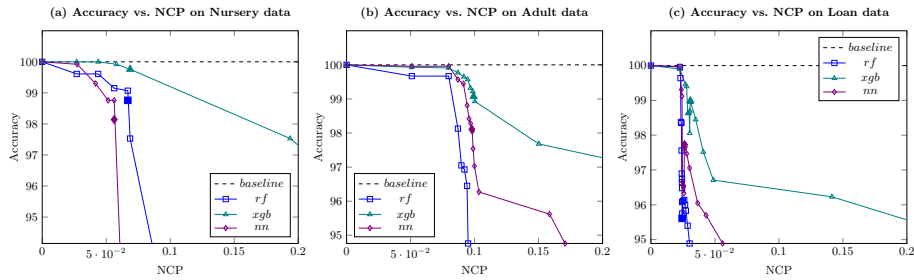 (a) Accuracy vs. NCP on Nursery data
100
99
98
97
96
95
Accuracy
0
5 · 10⁻²
0.1
0.15
0.2
NCP
baseline
rf
xgb
nn
(b) Accuracy vs. NCP on Adult data
100
99
98
97
96
95
Accuracy
0
5 · 10⁻²
0.1
0.15
0.2
NCP
baseline
rf
xgb
nn
(c) Accuracy vs. NCP on Loan data
100
99
98
97
96
95
Accuracy
0
5 · 10⁻²
0.1
0.15
0.2
NCP
baseline
rf
xgb
nn